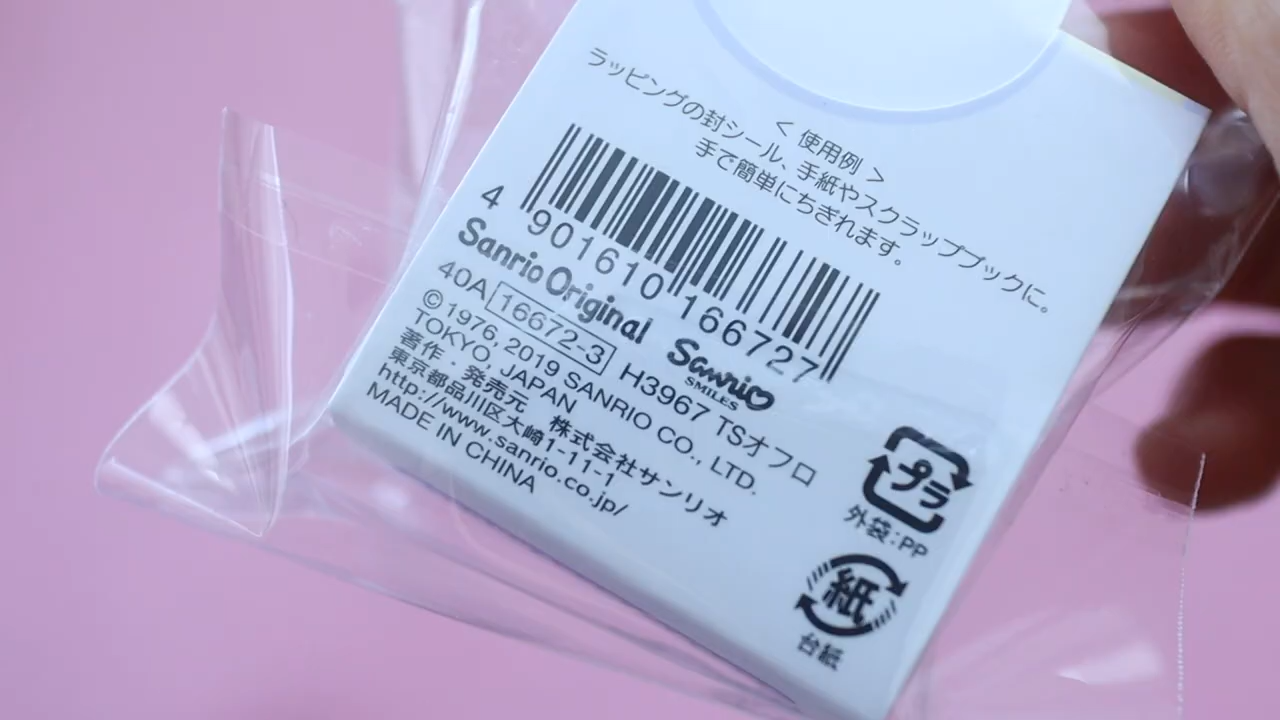 < 使用例 >
ラッピングの封シール、手紙やスクラップブックに。
手で簡単にちぎれます。
4 901610 166727
Sanrio Original
Sanrio
SMILES
40A 16672-3 H3967 TSオフロ
© 1976, 2019 SANRIO CO., LTD.
TOKYO, JAPAN
著作・発売元 株式会社サンリオ
東京都品川区大崎1-11-1
http://www.sanrio.co.jp/
MADE IN CHINA
プラ
外袋:PP
紙
台紙